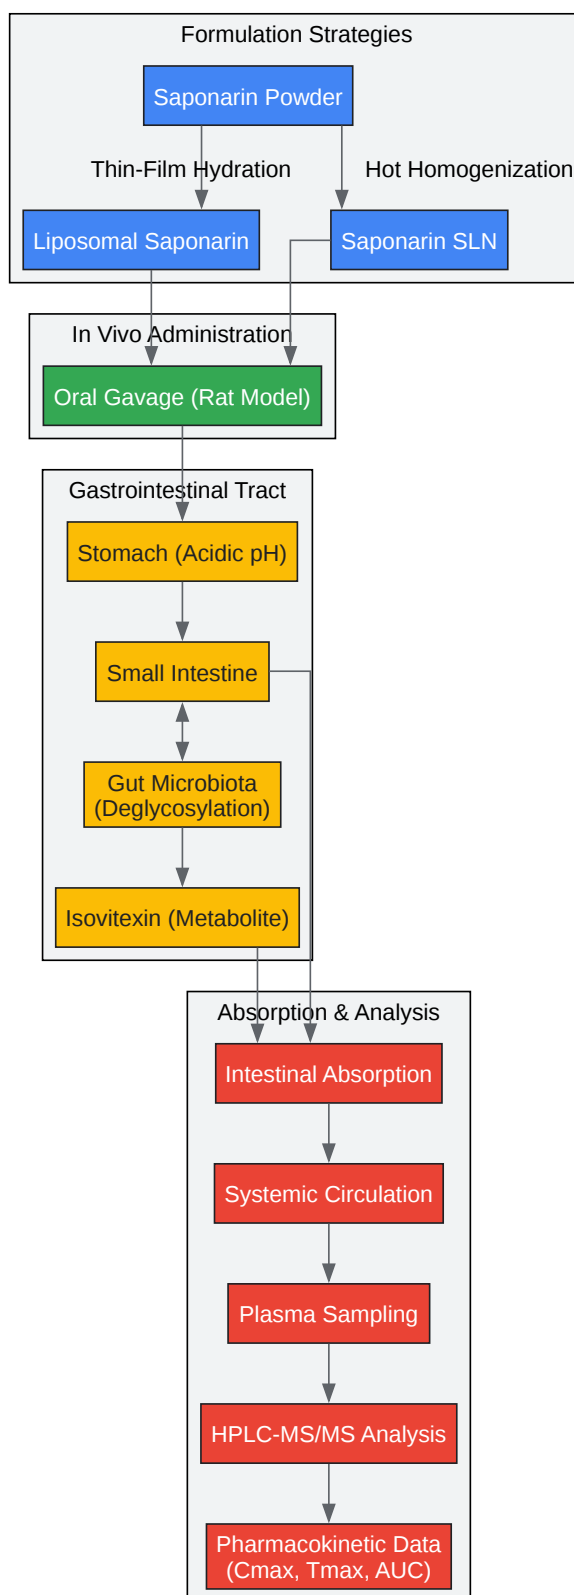 Formulation Strategies
Saponarin Powder
Thin-Film Hydration
Hot Homogenization
Liposomal Saponarin
Saponarin SLN
In Vivo Administration
Oral Gavage (Rat Model)
Gastrointestinal Tract
Stomach (Acidic pH)
Small Intestine
Gut Microbiota
(Deglycosylation)
Isovitexin (Metabolite)
Absorption & Analysis
Intestinal Absorption
Systemic Circulation
Plasma Sampling
HPLC-MS/MS Analysis
Pharmacokinetic Data
(Cmax, Tmax, AUC)